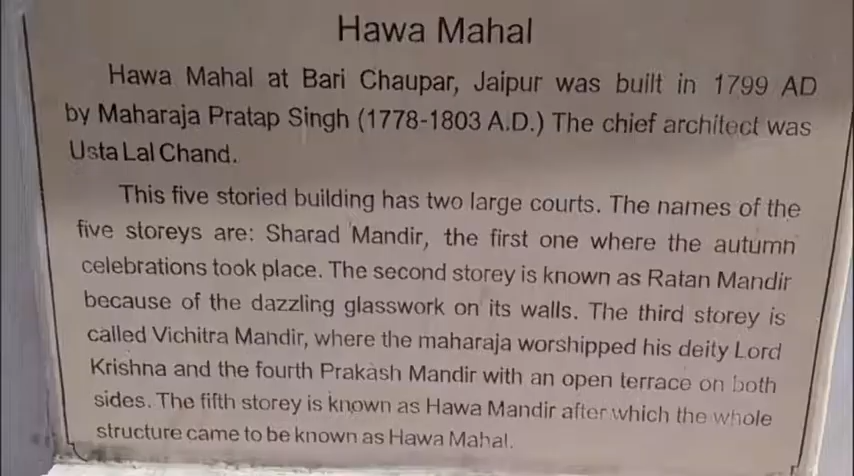 Hawa Mahal
Hawa Mahal at Bari Chaupar, Jaipur was built in 1799 AD
by Maharaja Pratap Singh (1778-1803 A.D.) The chief architect was
Usta Lal Chand.
This five storied building has two large courts. The names of the
five storeys are: Sharad Mandir, the first one where the autumn
celebrations took place. The second storey is known as Ratan Mandir
because of the dazzling glasswork on its walls. The third storey is
called Vichitra Mandir, where the maharaja worshipped his deity Lord
Krishna and the fourth Prakash Mandir with an open terrace on both
sides. The fifth storey is known as Hawa Mandir after which the whole
structure came to be known as Hawa Mahal.